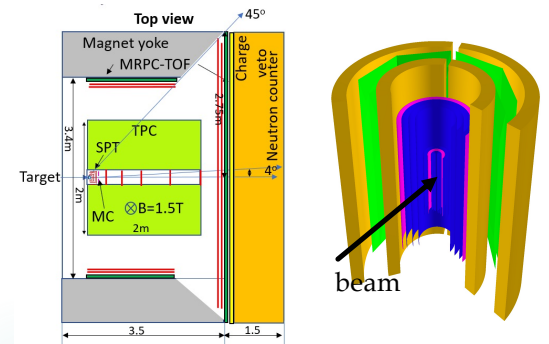 Top view
45°
Magnet yoke
MRPC-TOF
Charge
veto
Neutron counter
2.75m
3.4m
TPC
SPT
Target
4°
2m
MC
⊗B=1.5T
2m
3.5
1.5
beam